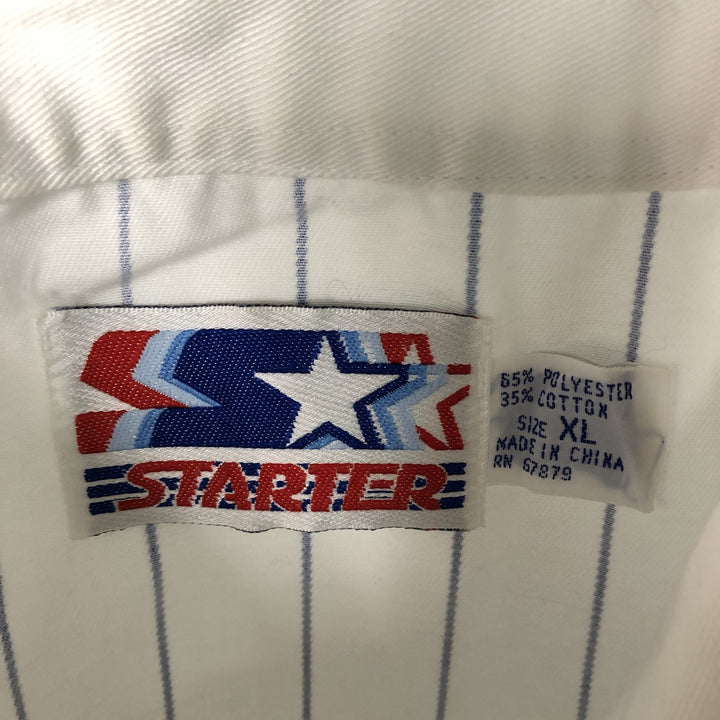 STARTER
65% POLYESTER
35% COTTON
SIZE XL
MADE IN CHINA
RN 67879